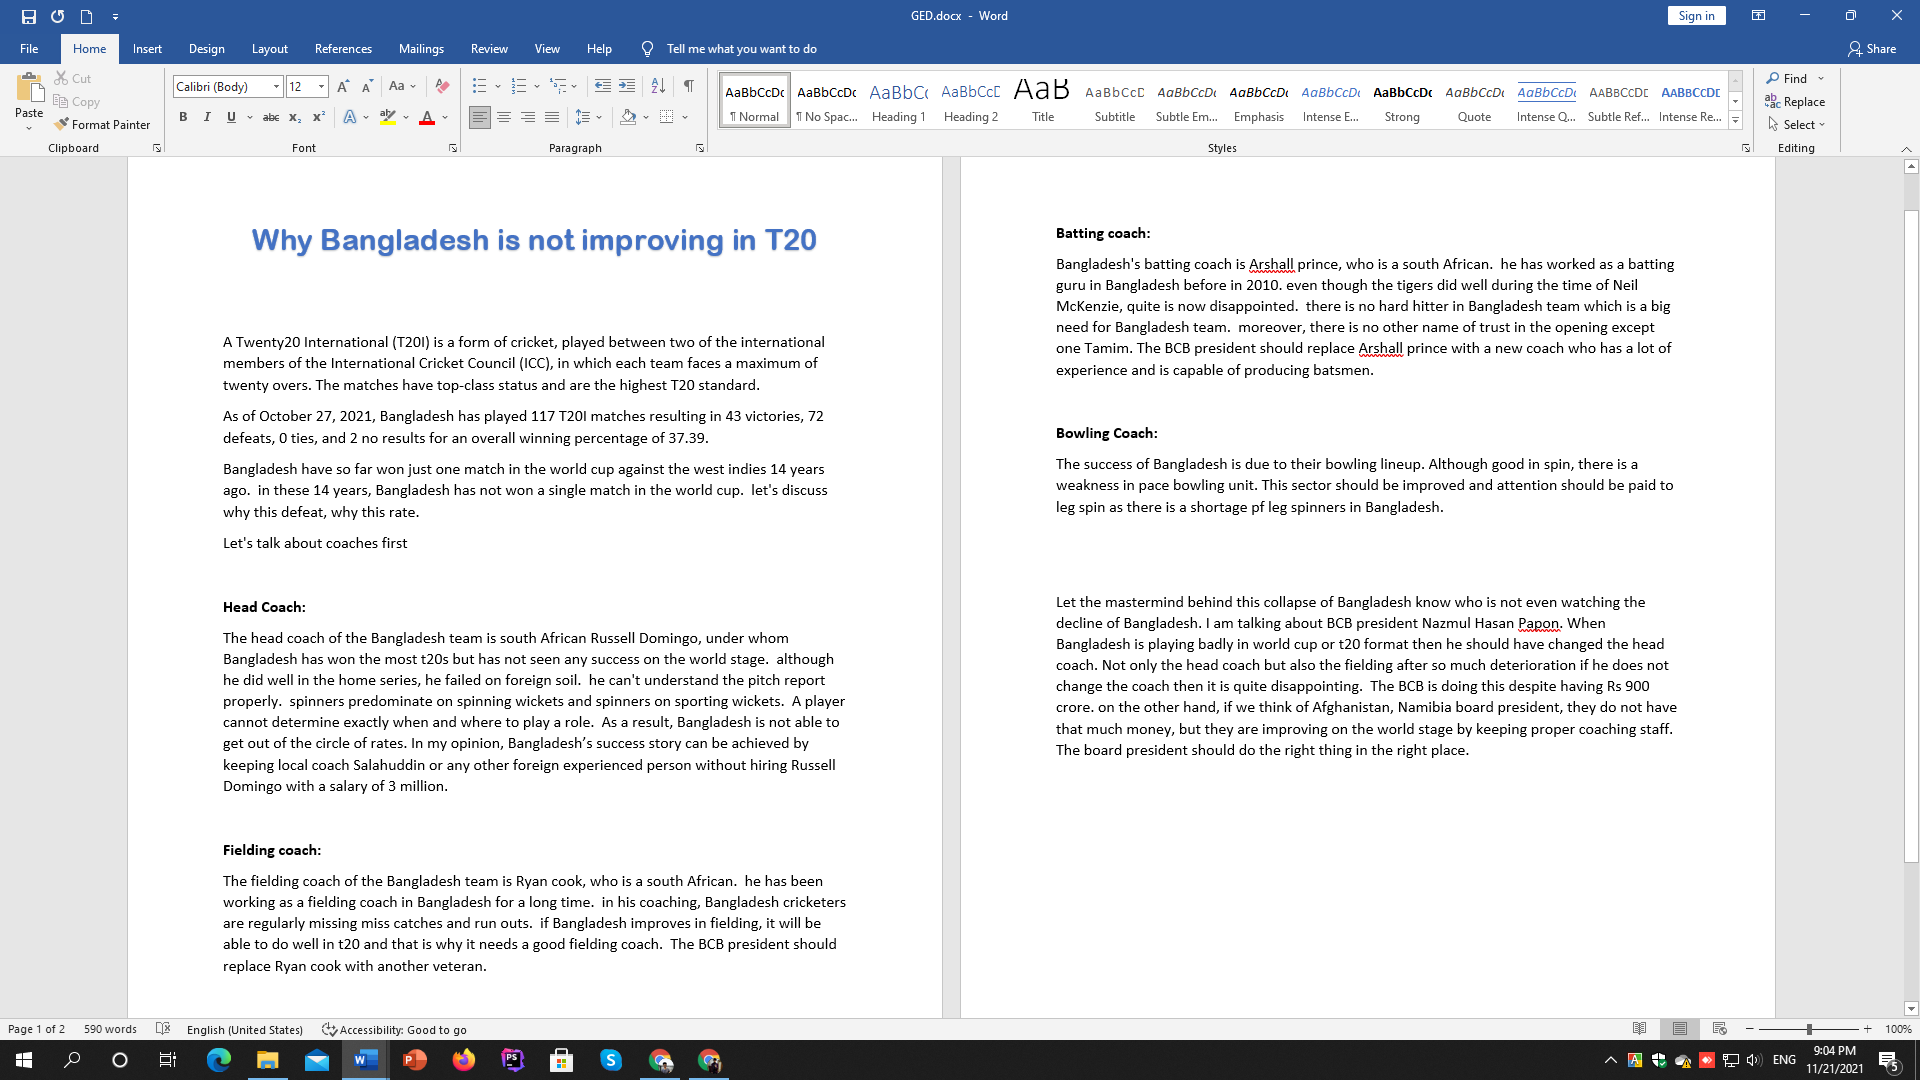 GED.docx - Word
Sign in
File Home Insert Design Layout References Mailings Review View Help Tell me what you want to do Share
Paste
Cut
Copy
Format Painter
Clipboard
Calibri (Body) 12
Font
Paragraph
AaBbCcDc AaBbCcDc AaBbCc AaBbCcD AaB AaBbCcD AaBbCcDc AaBbCcDc AaBbCcDc AaBbCcDc AaBbCcDc AaBbCcDc AABBCCDE AABBCCDE
¶ Normal ¶ No Spac... Heading 1 Heading 2 Title Subtitle Subtle Em... Emphasis Intense E... Strong Quote Intense Q... Subtle Ref... Intense Re...
Styles
Find
Replace
Select
Editing
Why Bangladesh is not improving in T20
A Twenty20 International (T20I) is a form of cricket, played between two of the international
members of the International Cricket Council (ICC), in which each team faces a maximum of
twenty overs. The matches have top-class status and are the highest T20 standard.
As of October 27, 2021, Bangladesh has played 117 T20I matches resulting in 43 victories, 72
defeats, 0 ties, and 2 no results for an overall winning percentage of 37.39.
Bangladesh have so far won just one match in the world cup against the west indies 14 years
ago.  in these 14 years, Bangladesh has not won a single match in the world cup.  let's discuss
why this defeat, why this rate.
Let's talk about coaches first
Head Coach:
The head coach of the Bangladesh team is south African Russell Domingo, under whom
Bangladesh has won the most t20s but has not seen any success on the world stage.  although
he did well in the home series, he failed on foreign soil.  he can't understand the pitch report
properly.  spinners predominate on spinning wickets and spinners on sporting wickets.  A player
cannot determine exactly when and where to play a role.  As a result, Bangladesh is not able to
get out of the circle of rates. In my opinion, Bangladesh’s success story can be achieved by
keeping local coach Salahuddin or any other foreign experienced person without hiring Russell
Domingo with a salary of 3 million.
Fielding coach:
The fielding coach of the Bangladesh team is Ryan cook, who is a south African.  he has been
working as a fielding coach in Bangladesh for a long time.  in his coaching, Bangladesh cricketers
are regularly missing miss catches and run outs.  if Bangladesh improves in fielding, it will be
able to do well in t20 and that is why it needs a good fielding coach.  The BCB president should
replace Ryan cook with another veteran.
Batting coach:
Bangladesh's batting coach is Arshall prince, who is a south African.  he has worked as a batting
guru in Bangladesh before in 2010. even though the tigers did well during the time of Neil
McKenzie, quite is now disappointed.  there is no hard hitter in Bangladesh team which is a big
need for Bangladesh team.  moreover, there is no other name of trust in the opening except
one Tamim. The BCB president should replace Arshall prince with a new coach who has a lot of
experience and is capable of producing batsmen.
Bowling Coach:
The success of Bangladesh is due to their bowling lineup. Although good in spin, there is a
weakness in pace bowling unit. This sector should be improved and attention should be paid to
leg spin as there is a shortage pf leg spinners in Bangladesh.
Let the mastermind behind this collapse of Bangladesh know who is not even watching the
decline of Bangladesh. I am talking about BCB president Nazmul Hasan Papon. When
Bangladesh is playing badly in world cup or t20 format then he should have changed the head
coach. Not only the head coach but also the fielding after so much deterioration if he does not
change the coach then it is quite disappointing.  The BCB is doing this despite having Rs 900
crore. on the other hand, if we think of Afghanistan, Namibia board president, they do not have
that much money, but they are improving on the world stage by keeping proper coaching staff.
The board president should do the right thing in the right place.
Page 1 of 2 590 words English (United States) Accessibility: Good to go 100%
ENG
9:04 PM
11/21/2021
5